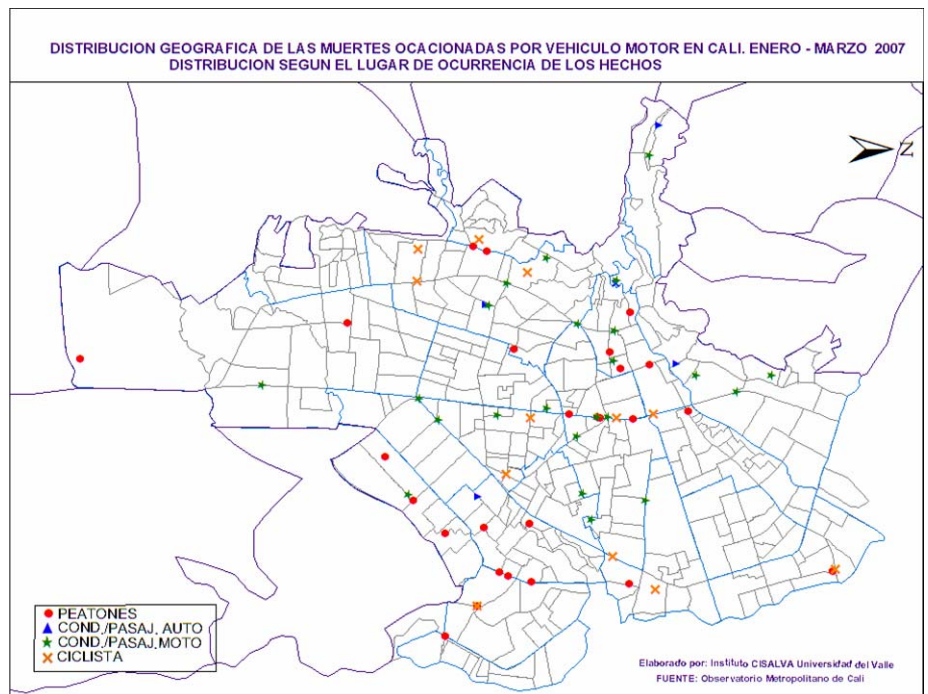 DISTRIBUCION GEOGRAFICA DE LAS MUERTES OCACIONADAS POR VEHICULO MOTOR EN CALI. ENERO - MARZO 2007
DISTRIBUCION SEGUN EL LUGAR DE OCURRENCIA DE LOS HECHOS
N
PEATONES
COND./PASAJ. AUTO
COND./PASAJ. MOTO
CICLISTA
Elaborado por: Instituto CISALVA Universidad del Valle
FUENTE: Observatorio Metropolitano de Cali